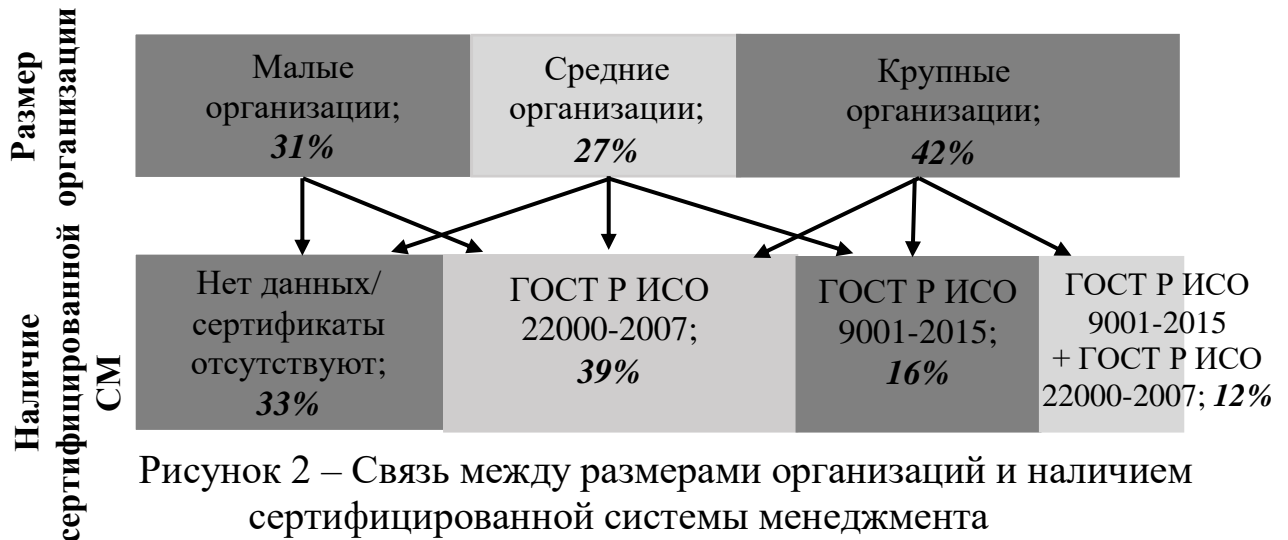 Размер
организации
Малые
организации;
31%
Средние
организации;
27%
Крупные
организации;
42%
Наличие
сертифицированной
СМ
Нет данных/
сертификаты
отсутствуют;
33%
ГОСТ Р ИСО
22000-2007;
39%
ГОСТ Р ИСО
9001-2015;
16%
ГОСТ Р ИСО
9001-2015
+ ГОСТ Р ИСО
22000-2007; 12%
Рисунок 2 – Связь между размерами организаций и наличием
сертифицированной системы менеджмента